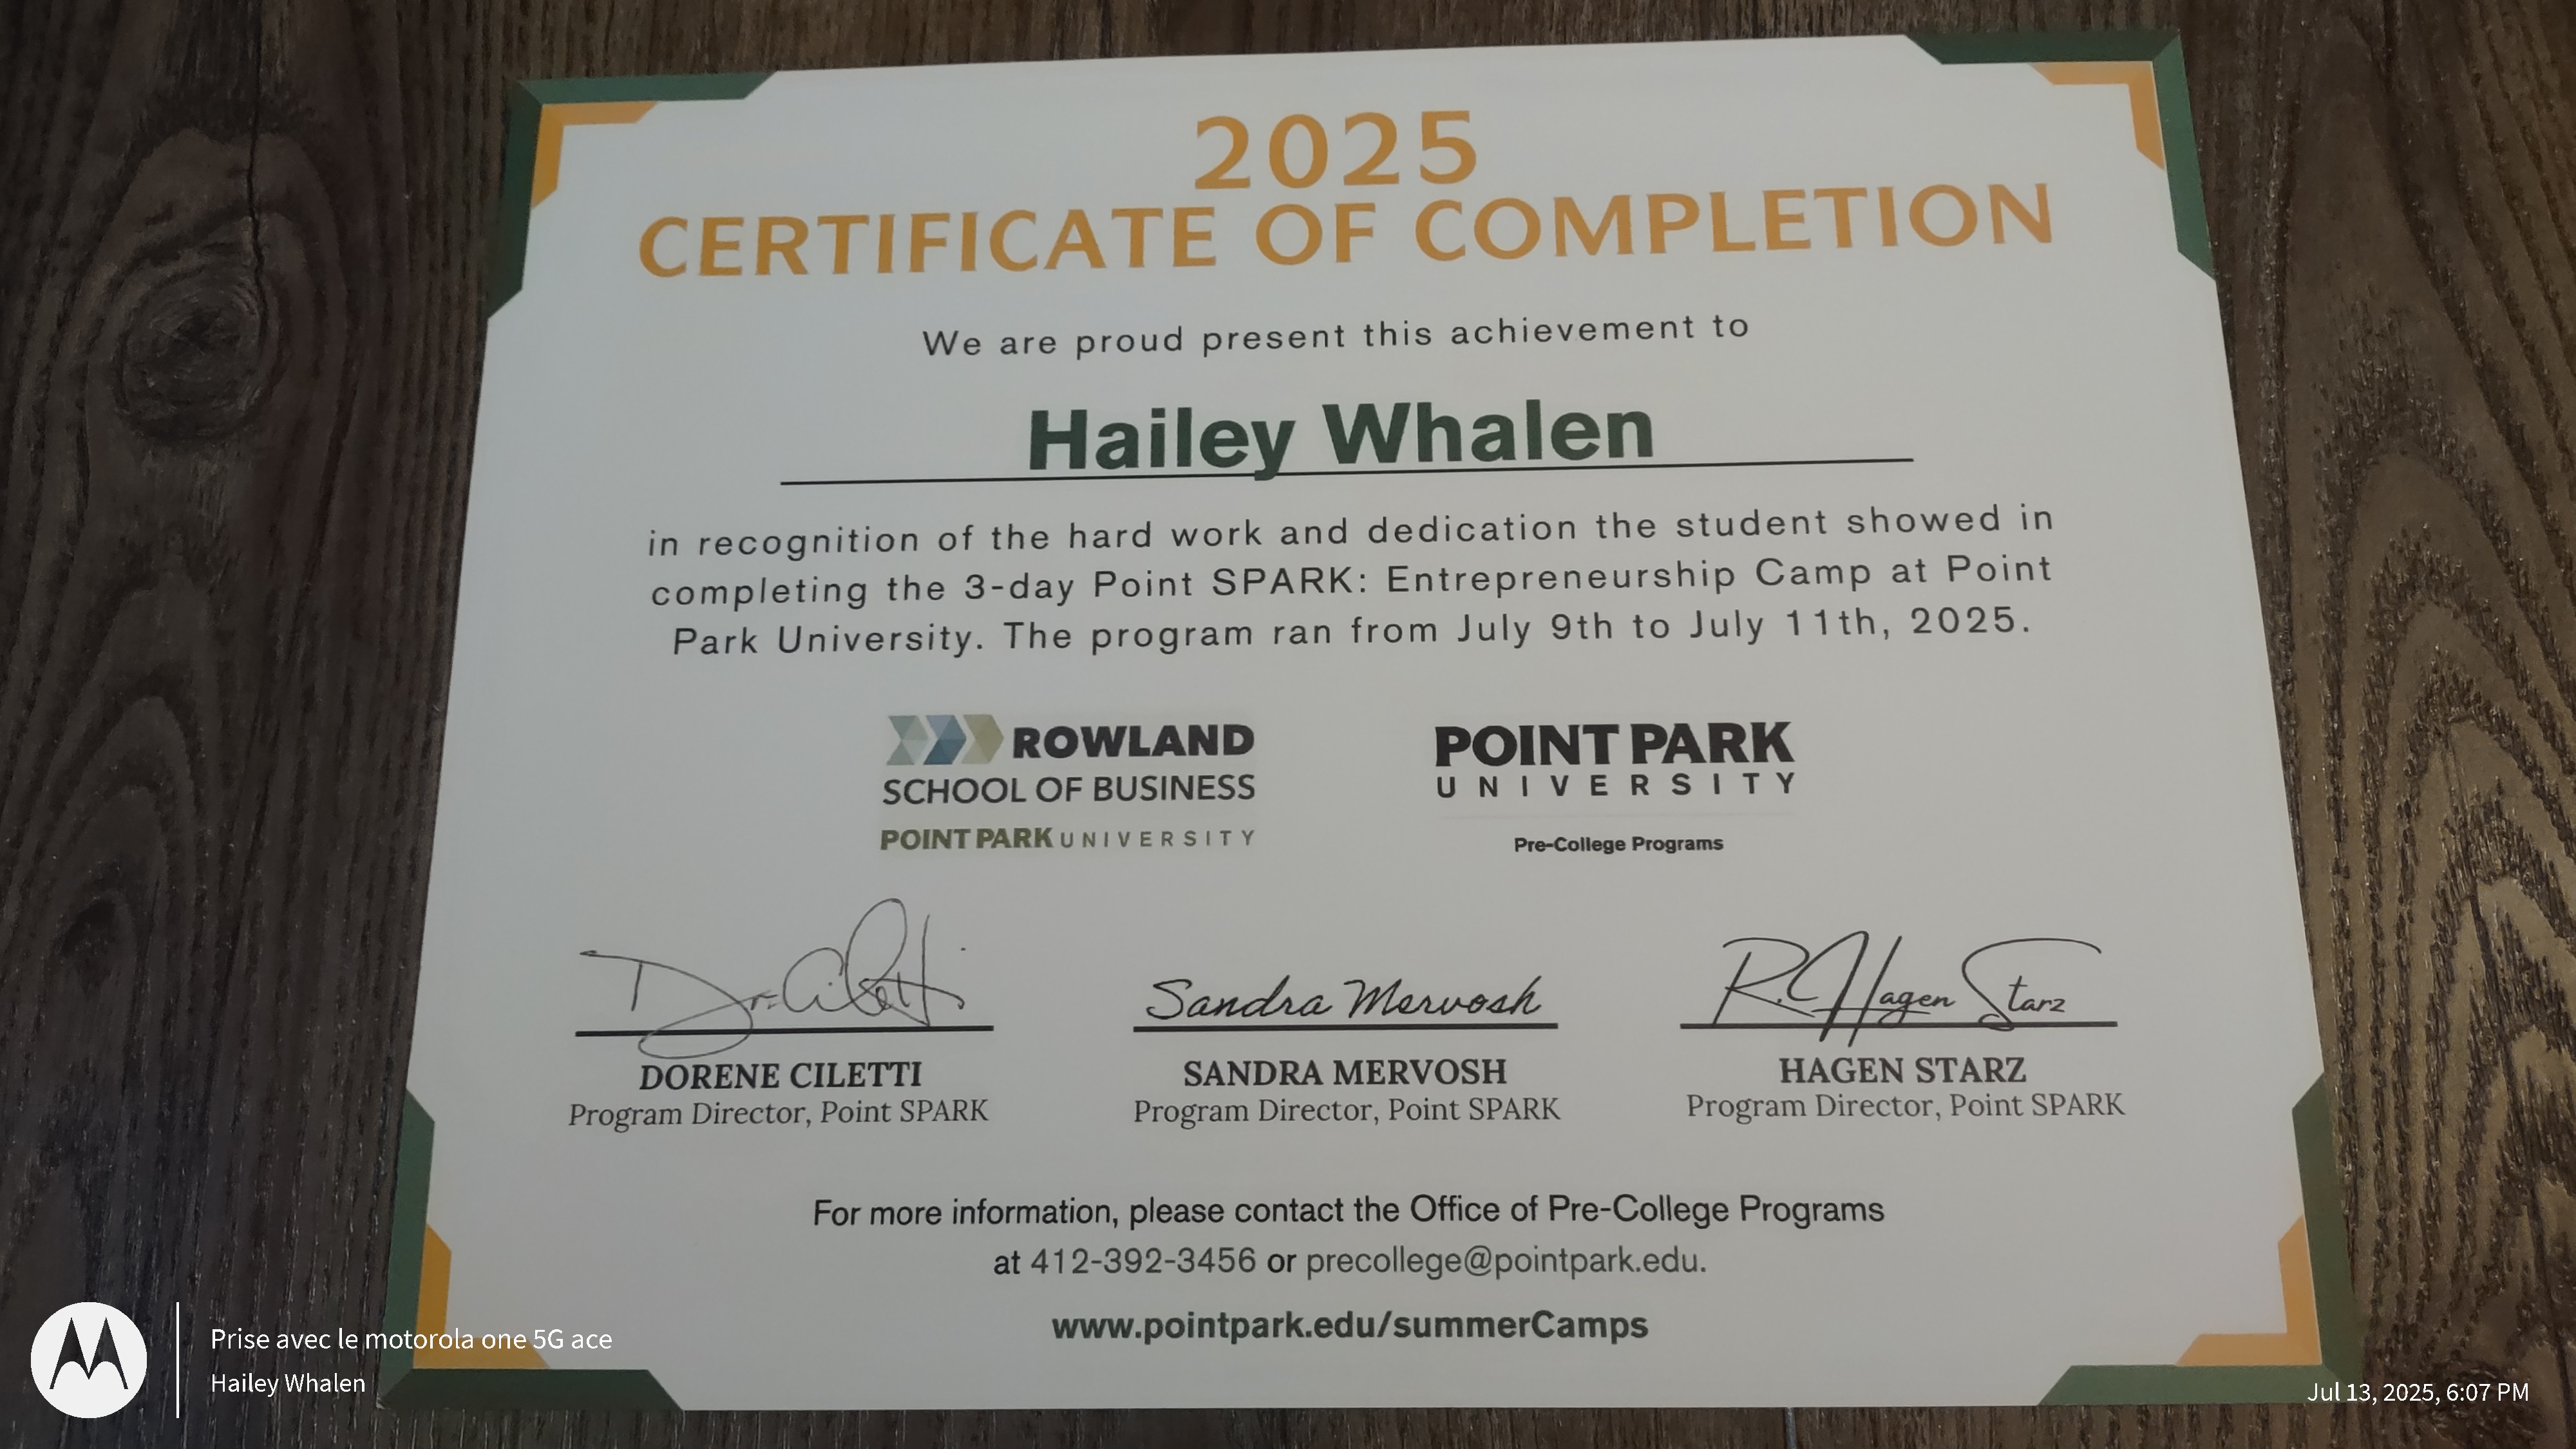 2025
CERTIFICATE OF COMPLETION
We are proud present this achievement to
Hailey Whalen
in recognition of the hard work and dedication the student showed in
completing the 3-day Point SPARK: Entrepreneurship Camp at Point
Park University. The program ran from July 9th to July 11th, 2025.
ROWLAND
SCHOOL OF BUSINESS
POINT PARK UNIVERSITY
POINT PARK
UNIVERSITY
Pre-College Programs
Dr. Ciletti
Sandra Mervosh
R. Hagen Starz
DORENE CILETTI
Program Director, Point SPARK
SANDRA MERVOSH
Program Director, Point SPARK
HAGEN STARZ
Program Director, Point SPARK
For more information, please contact the Office of Pre-College Programs
at 412-392-3456 or precollege@pointpark.edu.
www.pointpark.edu/summerCamps
Prise avec le motorola one 5G ace
Hailey Whalen
Jul 13, 2025, 6:07 PM